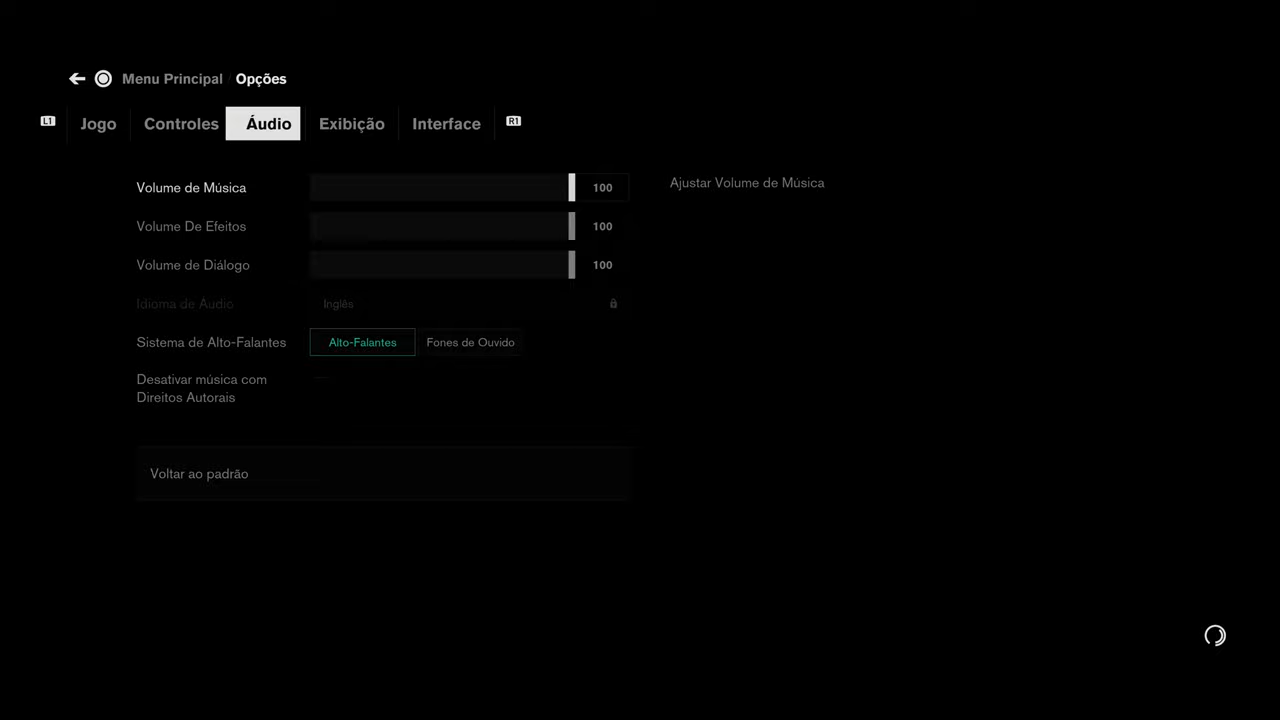 Menu Principal / Opções
L1 Jogo Controles Áudio Exibição Interface R1
Volume de Música 100 Ajustar Volume de Música
Volume De Efeitos 100
Volume de Diálogo 100
Idioma de Áudio Inglês
Sistema de Alto-Falantes Alto-Falantes Fones de Ouvido
Desativar música com
Direitos Autorais
Voltar ao padrão